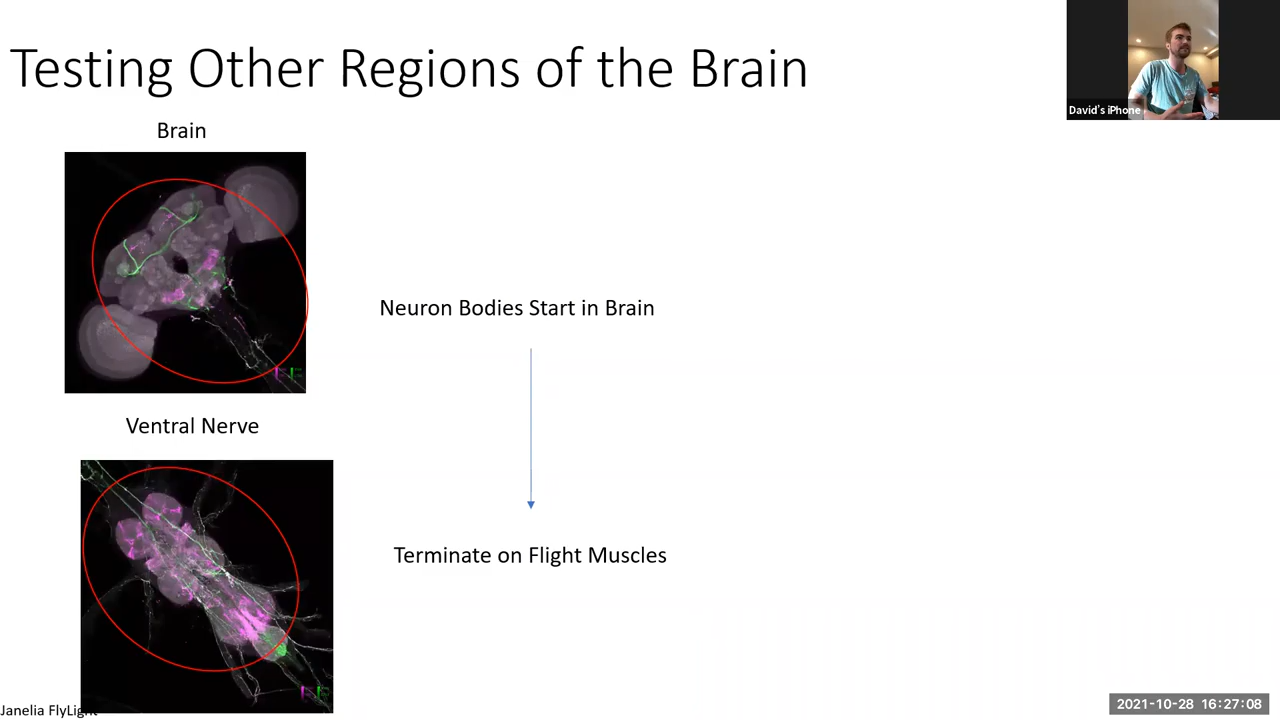 Testing Other Regions of the Brain
David's iPhone
Brain
Neuron Bodies Start in Brain
Ventral Nerve
Terminate on Flight Muscles
Janelia FlyLight
2021-10-28 16:27:08